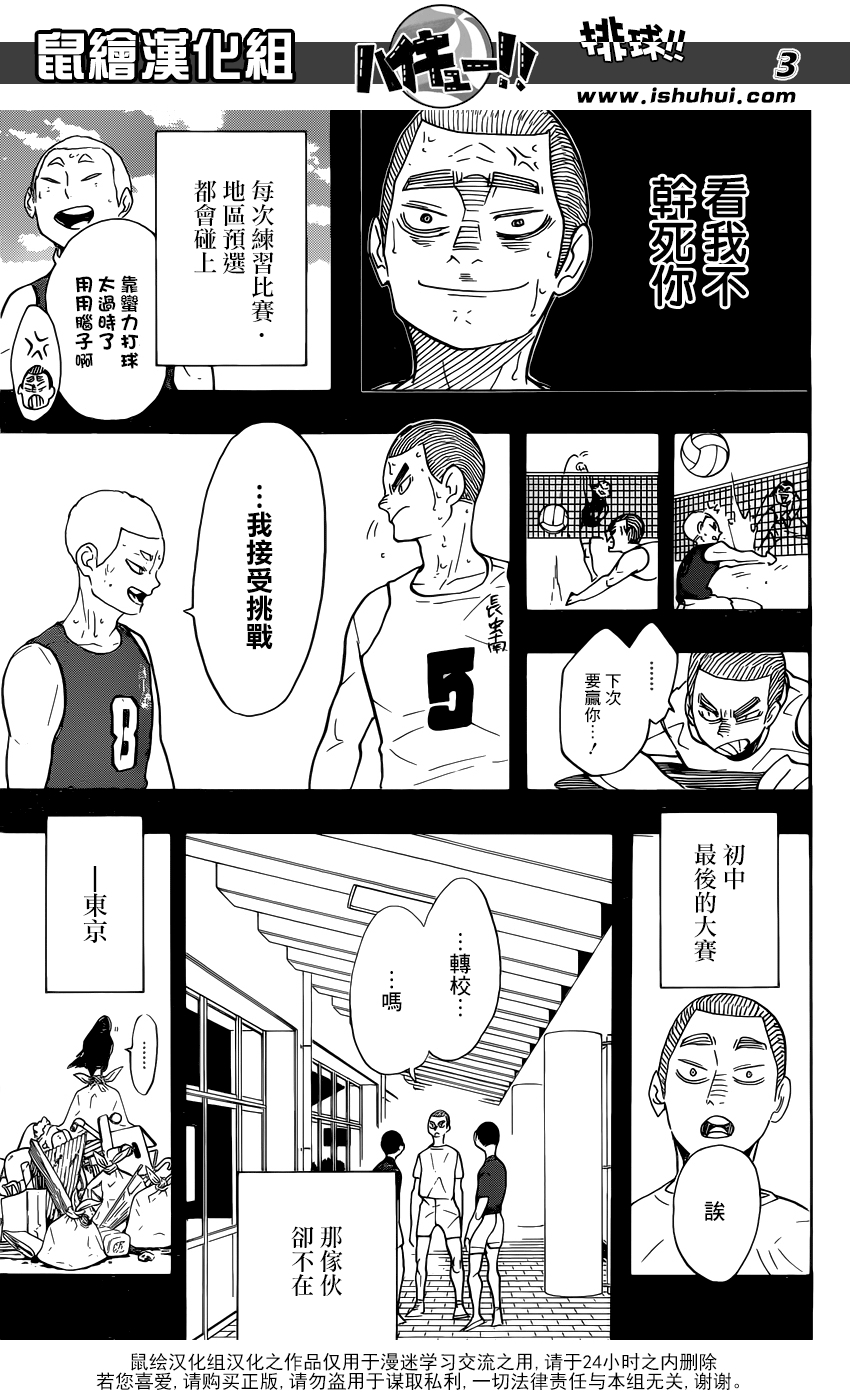 鼠繪漢化組
ハイキュー!!
排球!!
3
www.ishuhui.com
看我不
幹死你
每次練習比賽·
地區預選
都會碰上
靠蠻力打球
太過時了
用用腦子啊
…我接受挑戰
長中南
5
8
……
下次
要贏你…!
初中
最後的大賽
誒
…轉校…
…嗎
那傢伙
卻不在
—東京
……
鼠绘汉化组汉化之作品仅用于漫迷学习交流之用, 请于24小时之内删除
若您喜爱, 请购买正版, 请勿盗用于谋取私利, 一切法律责任与本组无关, 谢谢。